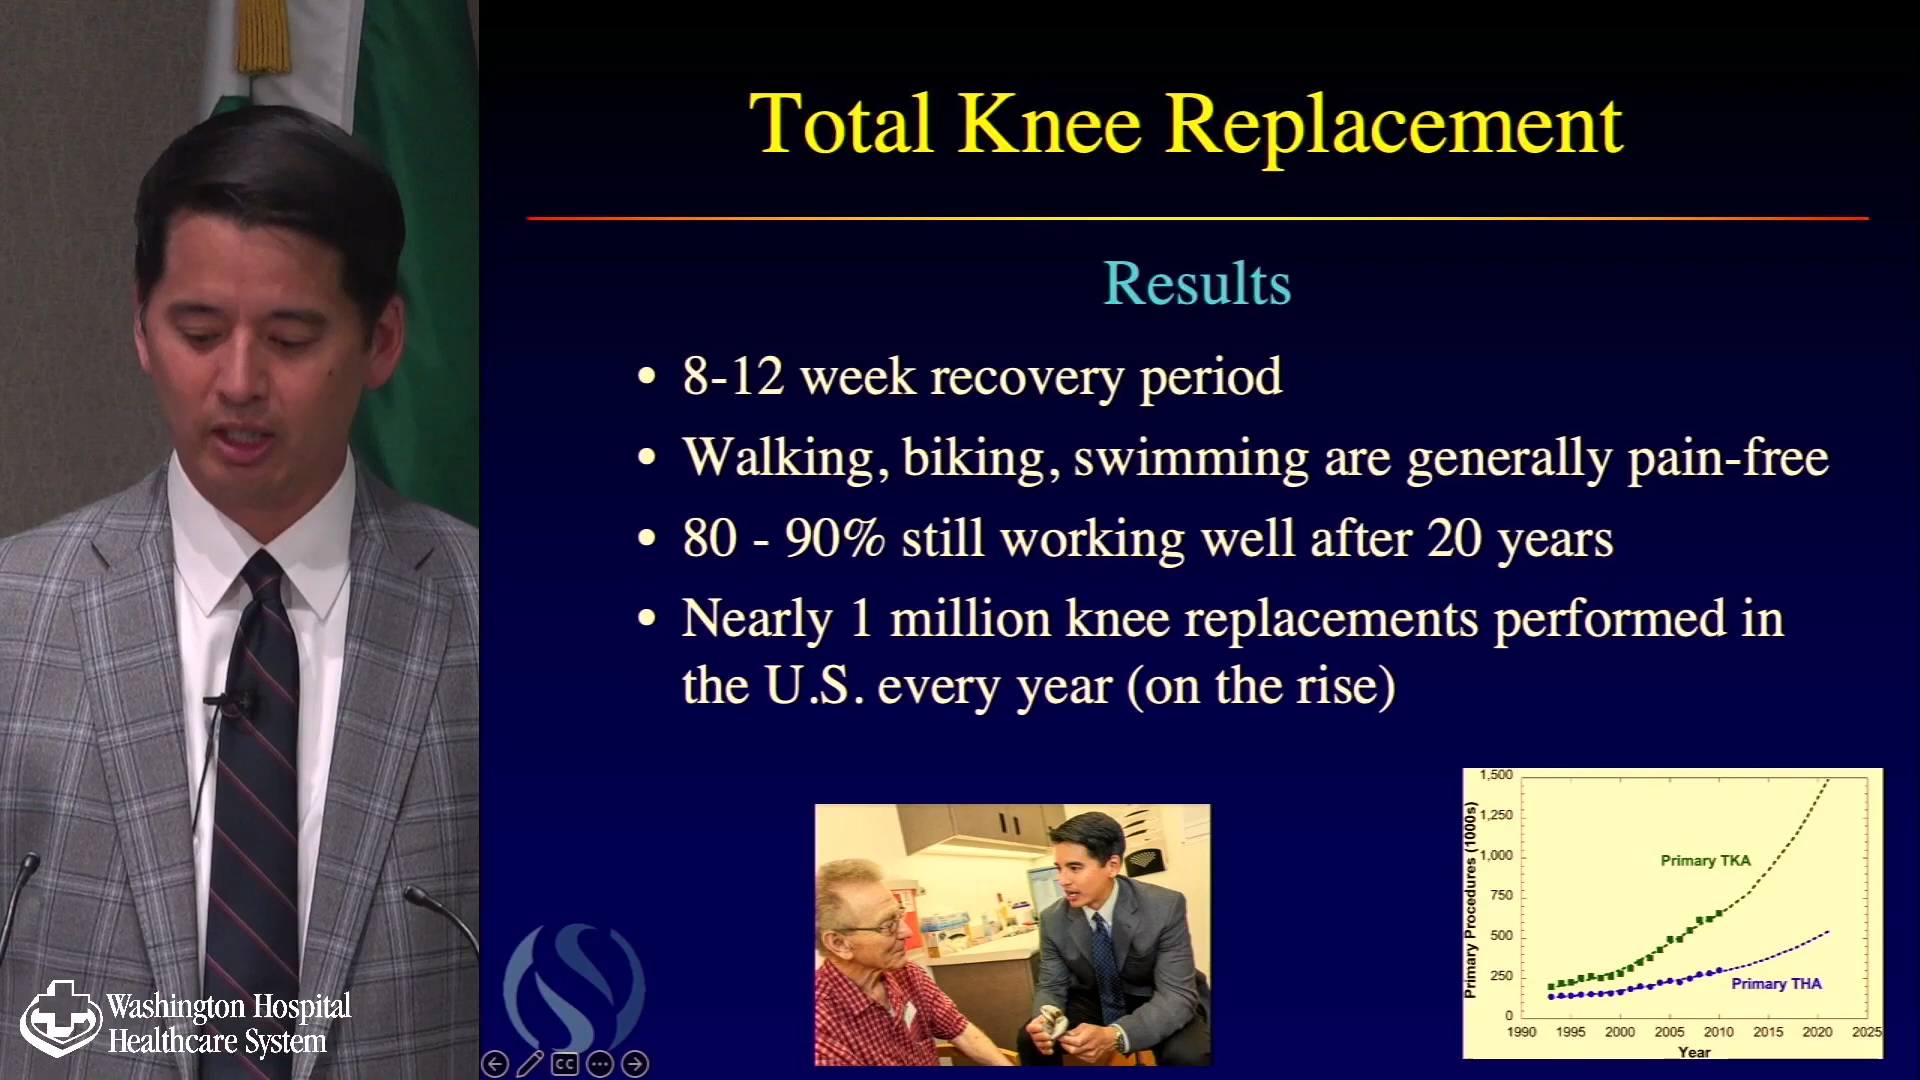 Total Knee Replacement
Results
• 8-12 week recovery period
• Walking, biking, swimming are generally pain-free
• 80 - 90% still working well after 20 years
• Nearly 1 million knee replacements performed in
the U.S. every year (on the rise)
Primary Procedures (1000s)
1,500
1,250
1,000
750
500
250
0
Primary TKA
Primary THA
1990 1995 2000 2005 2010 2015 2020 2025
Year
Washington Hospital
Healthcare System
CC